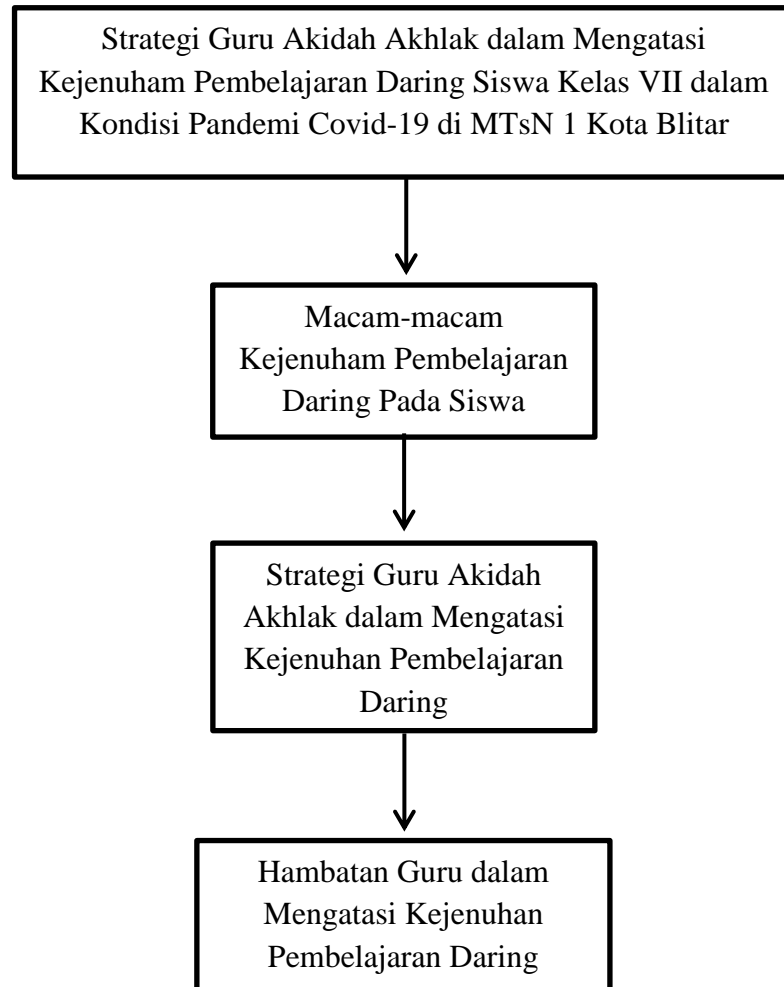 Strategi Guru Akidah Akhlak dalam Mengatasi
Kejenuham Pembelajaran Daring Siswa Kelas VII dalam
Kondisi Pandemi Covid-19 di MTsN 1 Kota Blitar
Macam-macam
Kejenuham Pembelajaran
Daring Pada Siswa
Strategi Guru Akidah
Akhlak dalam Mengatasi
Kejenuhan Pembelajaran
Daring
Hambatan Guru dalam
Mengatasi Kejenuhan
Pembelajaran Daring